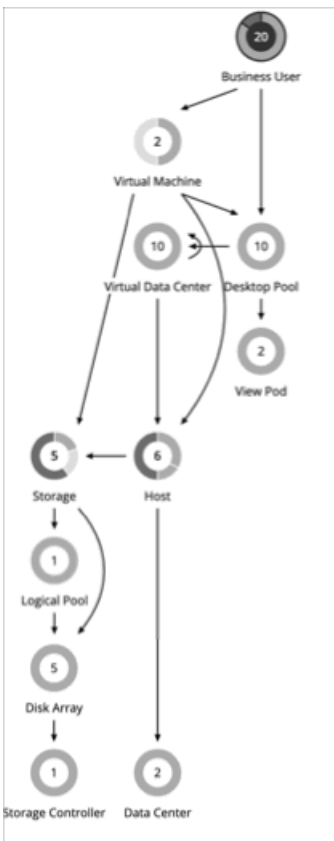 20
Business User
2
Virtual Machine
10
Virtual Data Center
10
Desktop Pool
2
View Pod
5
Storage
6
Host
1
Logical Pool
5
Disk Array
1
Storage Controller
2
Data Center